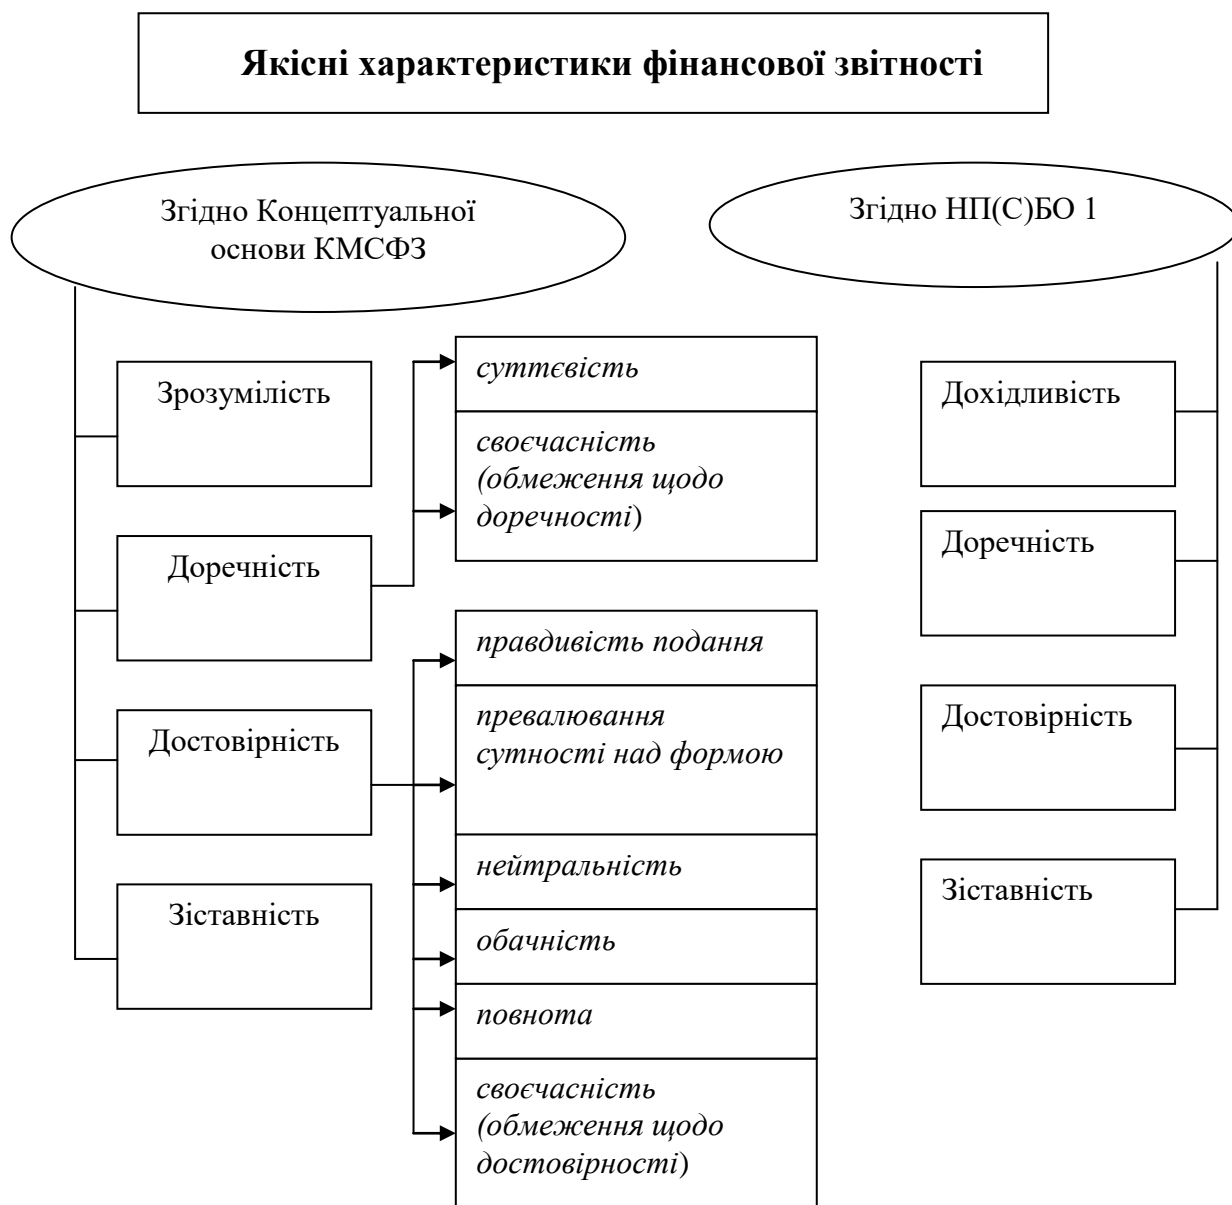 Якісні характеристики фінансової звітності
Згідно Концептуальної
основи КМСФЗ
Згідно НП(С)БО 1
Зрозумілість
Доречність
Достовірність
Зіставність
суттєвість
своєчасність
(обмеження щодо
доречності)
правдивість подання
превалювання
сутності над формою
нейтральність
обачність
повнота
своєчасність
(обмеження щодо
достовірності)
Дохідливість
Доречність
Достовірність
Зіставність